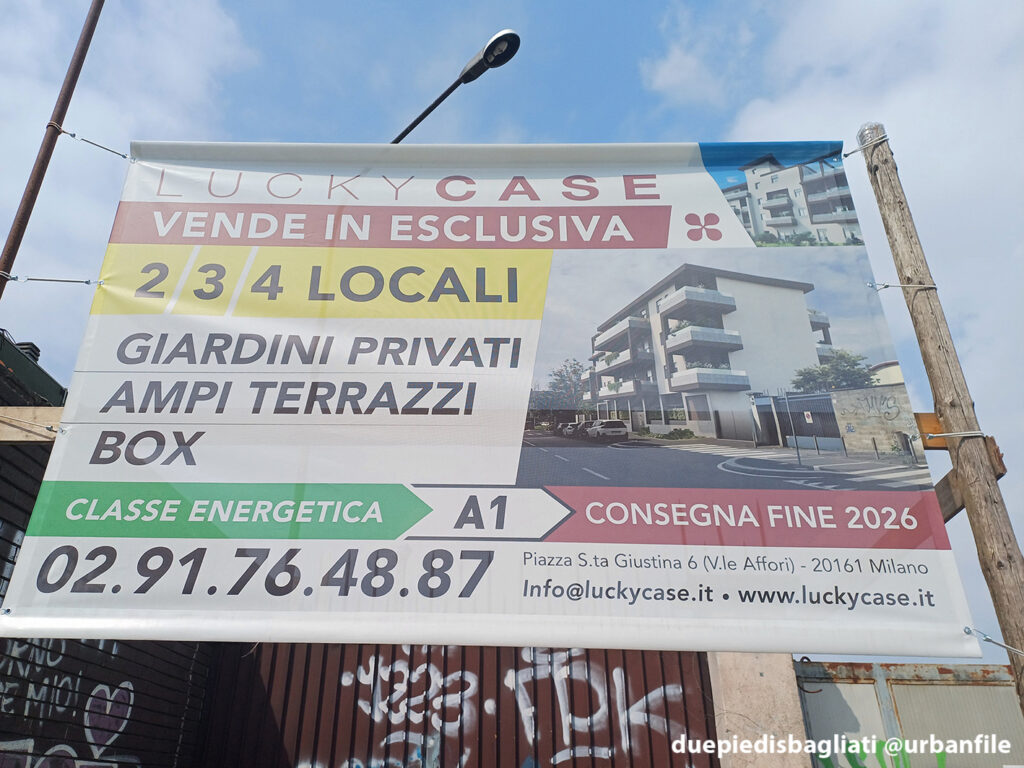 LUCKYCASE
VENDE IN ESCLUSIVA
2/3/4 LOCALI
GIARDINI PRIVATI
AMPI TERRAZZI
BOX
CLASSE ENERGETICA A1 CONSEGNA FINE 2026
02.91.76.48.87
Piazza S.ta Giustina 6 (V.le Affori) - 20161 Milano
Info@luckycase.it • www.luckycase.it
E MIO!
duepiedisbagliati @urbanfile